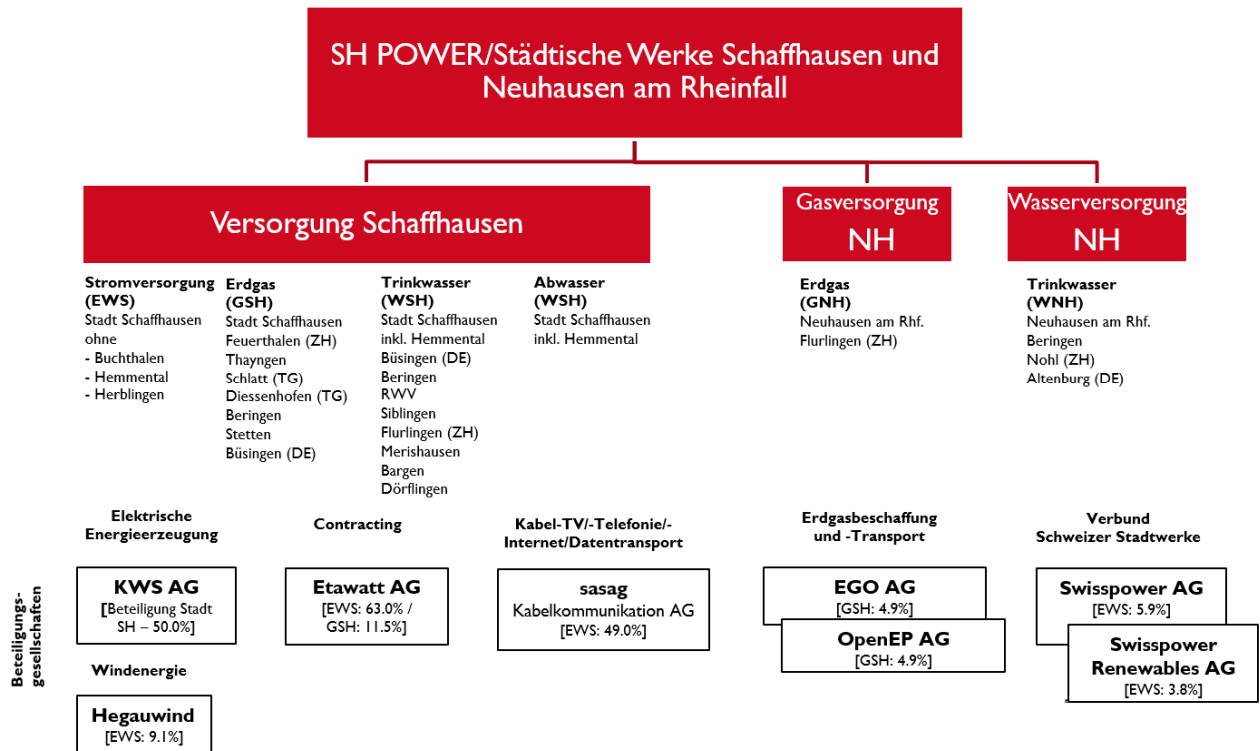 SH POWER/Städtische Werke Schaffhausen und
Neuhausen am Rheinfall
Versorgung Schaffhausen
Gasversorgung
NH
Wasserversorgung
NH
Stromversorgung
(EWS)
Stadt Schaffhausen
ohne
- Buchthalen
- Hemmental
- Herblingen
Erdgas
(GSH)
Stadt Schaffhausen
Feuerthalen (ZH)
Thayngen
Schlatt (TG)
Diessenhofen (TG)
Beringen
Stetten
Büsingen (DE)
Trinkwasser
(WSH)
Stadt Schaffhausen
inkl. Hemmental
Büsingen (DE)
Beringen
RWV
Siblingen
Flurlingen (ZH)
Merishausen
Bargen
Dörflingen
Abwasser
(WSH)
Stadt Schaffhausen
inkl. Hemmental
Erdgas
(GNH)
Neuhausen am Rhf.
Flurlingen (ZH)
Trinkwasser
(WNH)
Neuhausen am Rhf.
Beringen
Nohl (ZH)
Altenburg (DE)
Beteiligungs-
gesellschaften
Elektrische
Energieerzeugung
KWS AG
[Beteiligung Stadt
SH – 50.0%]
Windenergie
Hegauwind
[EWS: 9.1%]
Contracting
Etawatt AG
[EWS: 63.0% /
GSH: 11.5%]
Kabel-TV/-Telefonie/-
Internet/Datentransport
sasag
Kabelkommunikation AG
[EWS: 49.0%]
Erdgasbeschaffung
und -Transport
EGO AG
[GSH: 4.9%]
OpenEP AG
[GSH: 4.9%]
Verbund
Schweizer Stadtwerke
Swisspower AG
[EWS: 5.9%]
Swisspower
Renewables AG
[EWS: 3.8%]